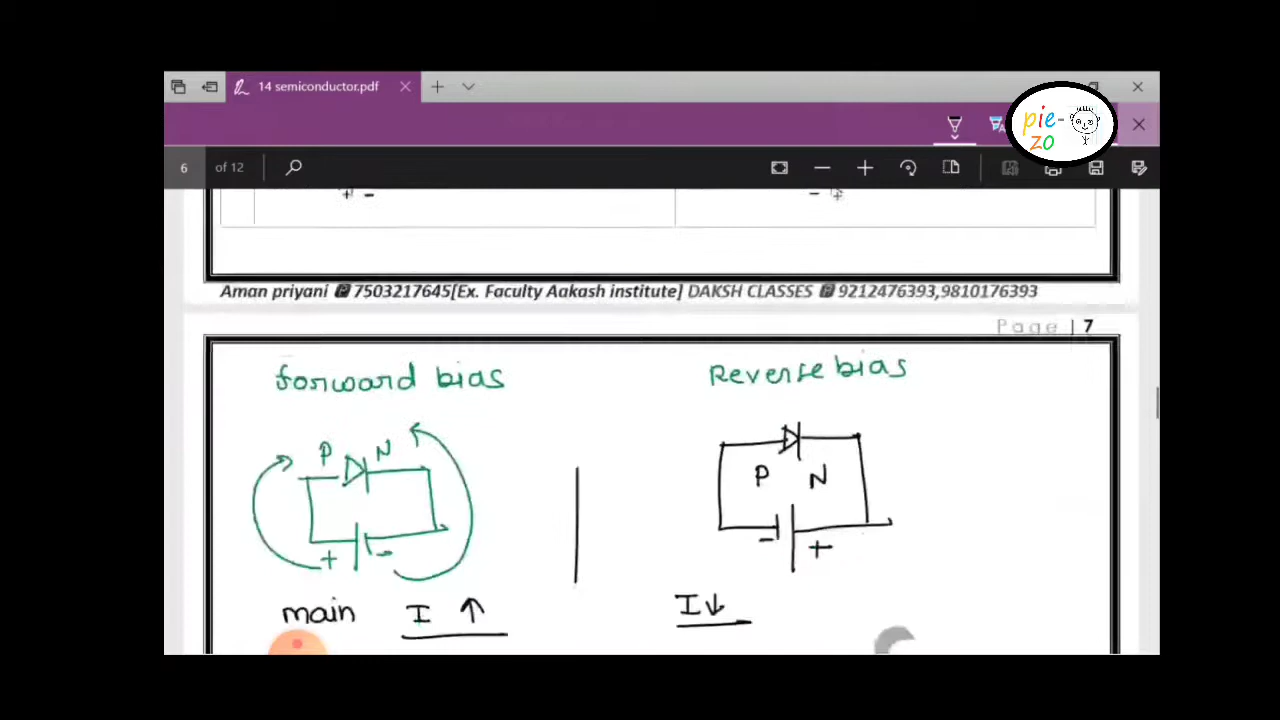 14 semiconductor.pdf
pie-
zo
6 of 12
+ - - +
Aman priyani 7503217645[Ex. Faculty Aakash institute] DAKSH CLASSES 9212476393,9810176393
Page | 7
forward bias
Reverse bias
P N
+ -
P N
- +
main I ↑
I↓